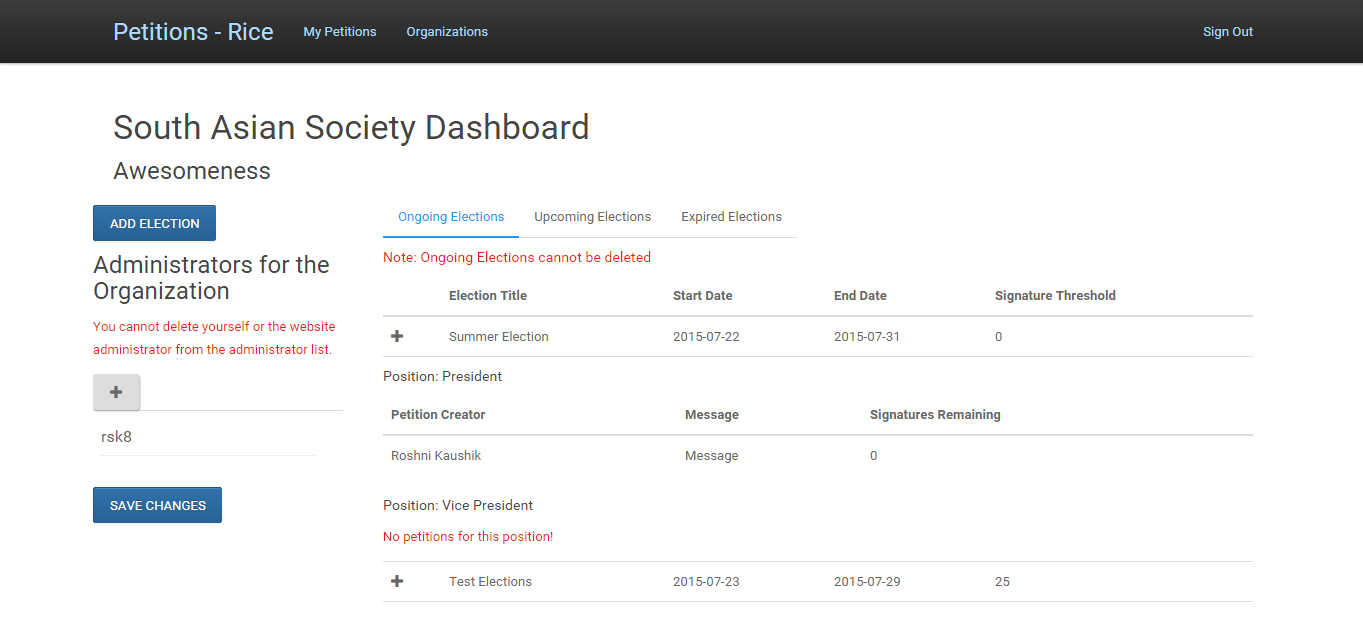 Petitions - Rice My Petitions Organizations Sign Out
South Asian Society Dashboard
Awesomeness
ADD ELECTION
Administrators for the
Organization
You cannot delete yourself or the website
administrator from the administrator list.
rsk8
SAVE CHANGES
Ongoing Elections Upcoming Elections Expired Elections
Note: Ongoing Elections cannot be deleted
Election Title Start Date End Date Signature Threshold
Summer Election 2015-07-22 2015-07-31 0
Position: President
Petition Creator Message Signatures Remaining
Roshni Kaushik Message 0
Position: Vice President
No petitions for this position!
Test Elections 2015-07-23 2015-07-29 25